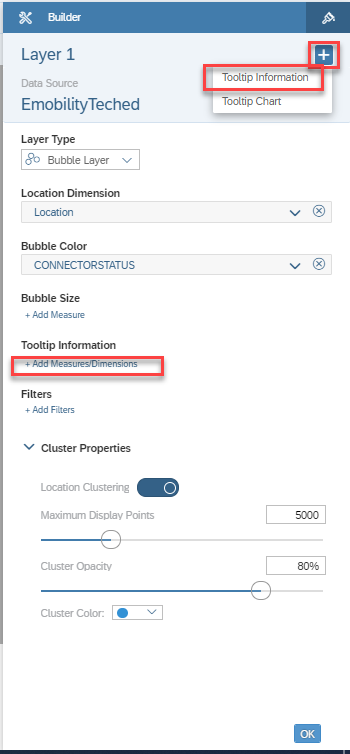 Builder
Layer 1
Tooltip Information
Data Source
Tooltip Chart
EmobilityTeched
Layer Type
Bubble Layer
Location Dimension
Location
Bubble Color
CONNECTORSTATUS
Bubble Size
+ Add Measure
Tooltip Information
+ Add Measures/Dimensions
Filters
+ Add Filters
Cluster Properties
Location Clustering
Maximum Display Points 5000
Cluster Opacity 80%
Cluster Color:
OK